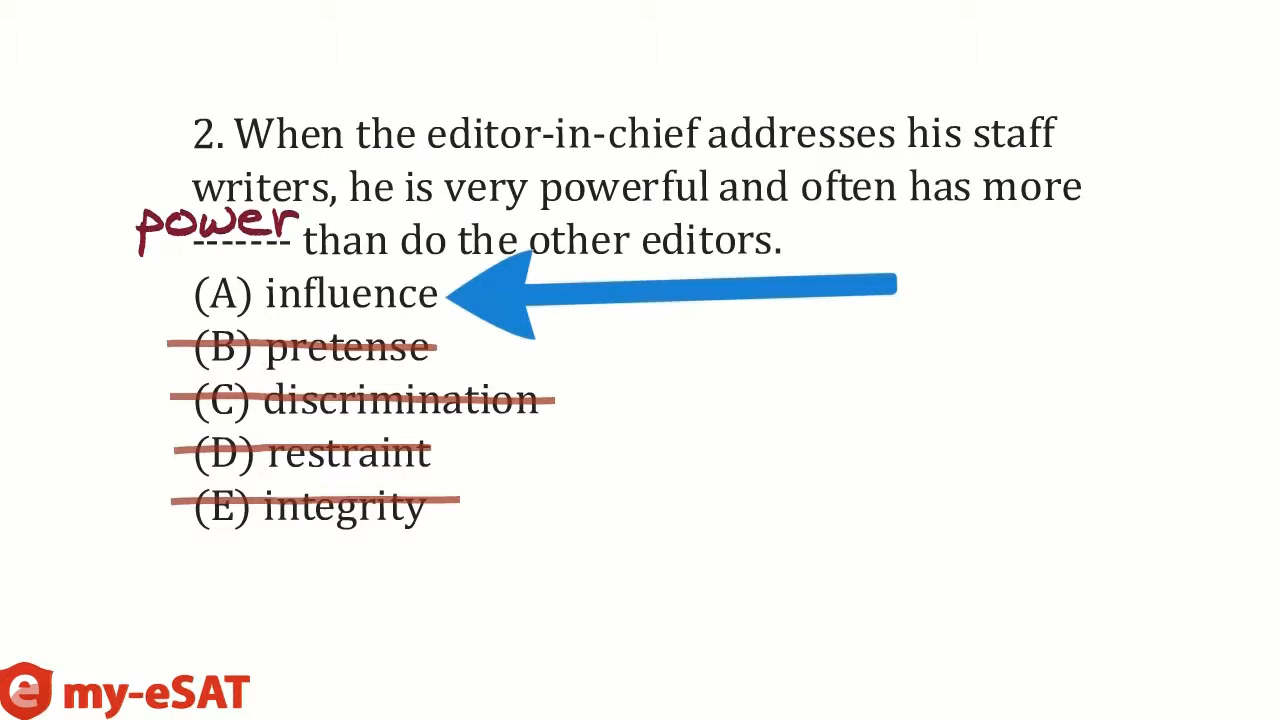 2. When the editor-in-chief addresses his staff
writers, he is very powerful and often has more
power
------- than do the other editors.
(A) influence
(B) pretense
(C) discrimination
(D) restraint
(E) integrity
e my-eSAT